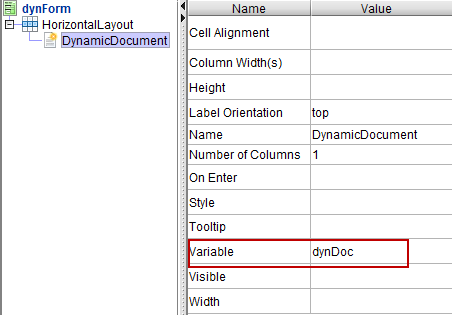 dynForm
HorizontalLayout
DynamicDocument
Name Value
Cell Alignment
Column Width(s)
Height
Label Orientation top
Name DynamicDocument
Number of Columns 1
On Enter
Style
Tooltip
Variable dynDoc
Visible
Width